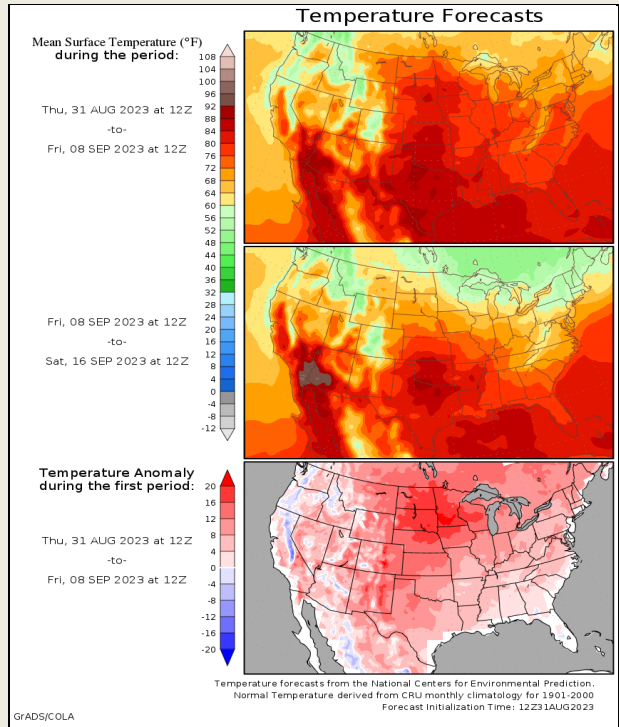 Temperature Forecasts
Mean Surface Temperature (°F)
during the period:
Thu, 31 AUG 2023 at 12Z
-to-
Fri, 08 SEP 2023 at 12Z
108
104
100
96
92
88
84
80
76
72
68
64
60
56
52
48
44
40
36
32
28
24
20
16
12
8
4
0
-4
-8
-12
Fri, 08 SEP 2023 at 12Z
-to-
Sat, 16 SEP 2023 at 12Z
Temperature Anomaly
during the first period:
Thu, 31 AUG 2023 at 12Z
-to-
Fri, 08 SEP 2023 at 12Z
20
16
12
8
4
0
-4
-8
-12
-16
-20
Temperature forecasts from the National Centers for Environmental Prediction.
Normal Temperature derived from CRU monthly climatology for 1901-2000
Forecast Initialization Time: 12Z31AUG2023
GrADS/COLA